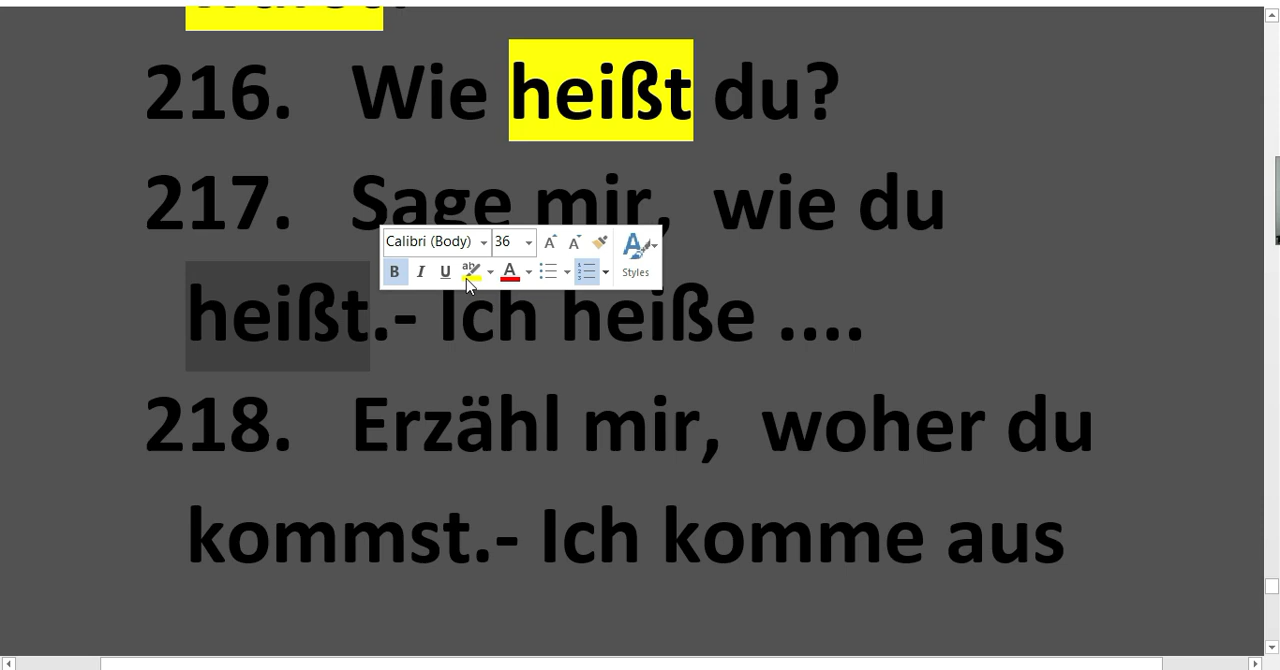 216. Wie heißt du?
217. Sage mir, wie du
Calibri (Body) 36
B I U ab A Styles
heißt.- Ich heiße ....
218. Erzähl mir, woher du
kommst.- Ich komme aus